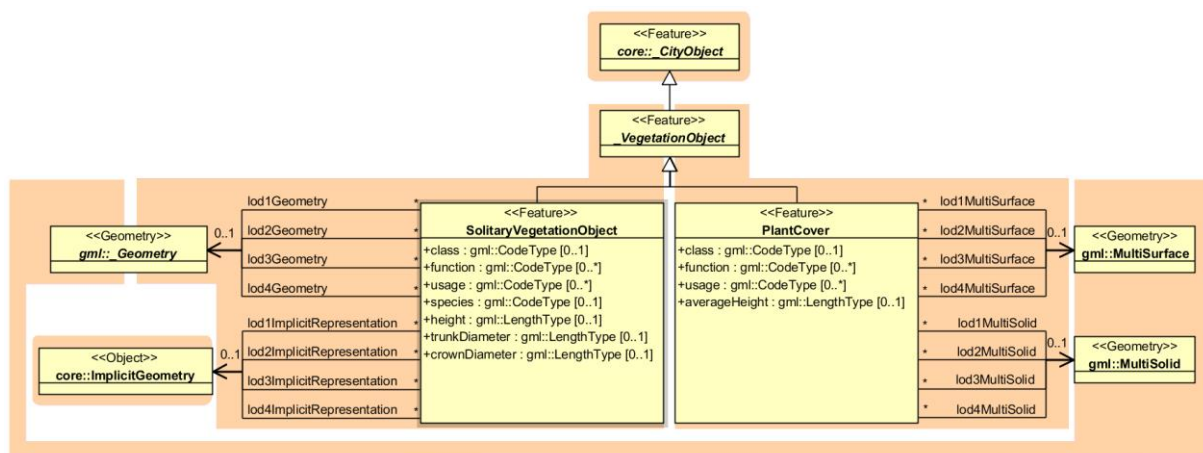 <<Feature>>
core::_CityObject
<<Feature>>
_VegetationObject
lod1Geometry *
lod2Geometry *
lod3Geometry *
lod4Geometry *
0..1
<<Geometry>>
gml::_Geometry
lod1ImplicitRepresentation *
lod2ImplicitRepresentation *
lod3ImplicitRepresentation *
lod4ImplicitRepresentation *
0..1
<<Object>>
core::ImplicitGeometry
<<Feature>>
SolitaryVegetationObject
+class : gml::CodeType [0..1]
+function : gml::CodeType [0..*]
+usage : gml::CodeType [0..*]
+species : gml::CodeType [0..1]
+height : gml::LengthType [0..1]
+trunkDiameter : gml::LengthType [0..1]
+crownDiameter : gml::LengthType [0..1]
<<Feature>>
PlantCover
+class : gml::CodeType [0..1]
+function : gml::CodeType [0..*]
+usage : gml::CodeType [0..*]
+averageHeight : gml::LengthType [0..1]
* lod1MultiSurface
* lod2MultiSurface
* lod3MultiSurface
* lod4MultiSurface
0..1
<<Geometry>>
gml::MultiSurface
* lod1MultiSolid
* lod2MultiSolid
* lod3MultiSolid
* lod4MultiSolid
0..1
<<Geometry>>
gml::MultiSolid